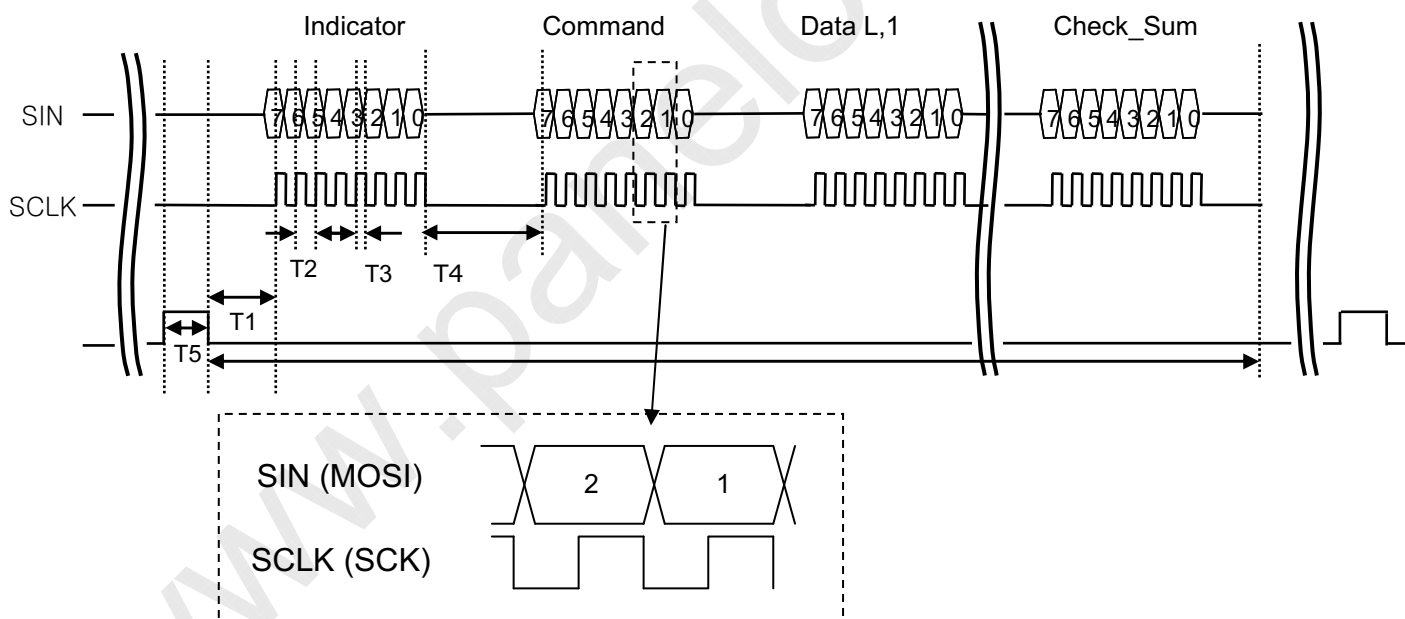 Indicator Command Data L,1 Check_Sum
SIN 7 6 5 4 3 2 1 0 7 6 5 4 3 2 1 0 7 6 5 4 3 2 1 0 7 6 5 4 3 2 1 0
SCLK
T2 T3 T4
T1
T5
SIN (MOSI) 2 1
SCLK (SCK)
www.panelo